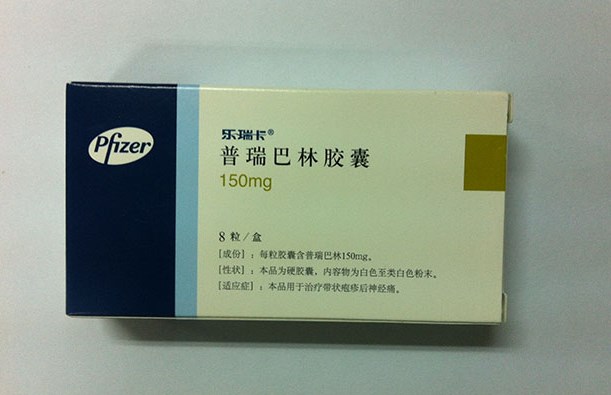 Pfizer
乐瑞卡®
普瑞巴林胶囊
150mg
8粒/盒
[成份]：每粒胶囊含普瑞巴林150mg。
[性状]：本品为硬胶囊，内容物为白色至类白色粉末。
[适应症]：本品用于治疗带状疱疹后神经痛。